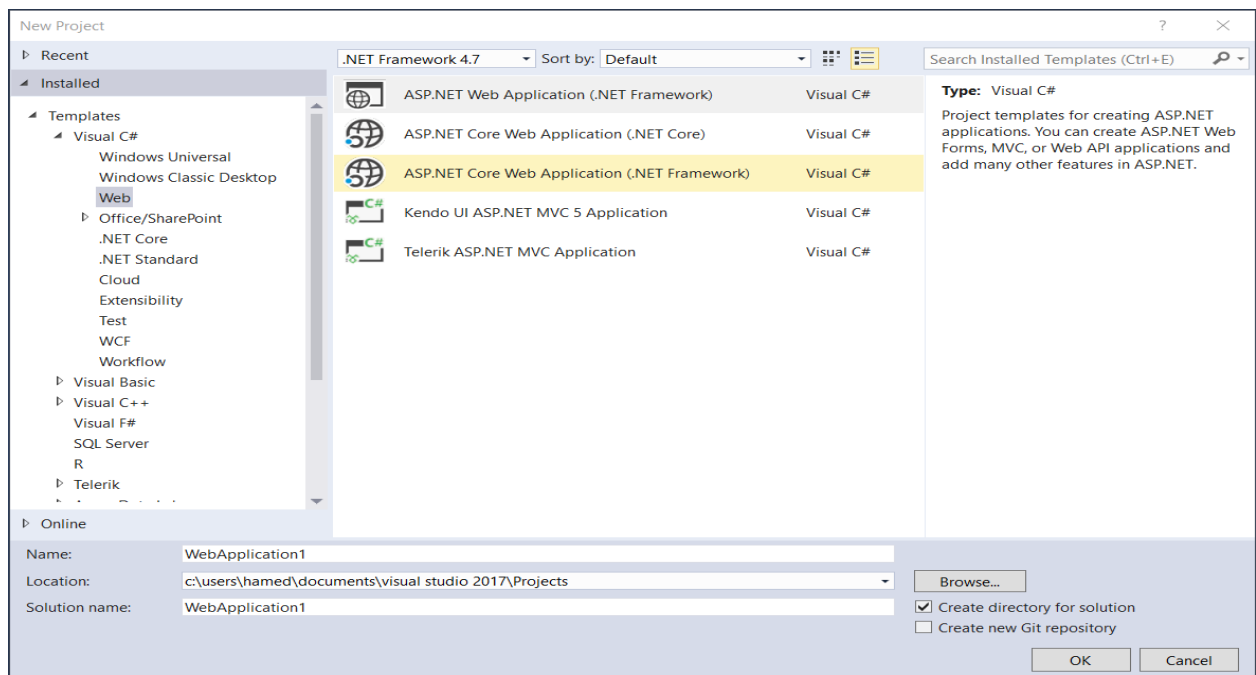 New Project
?
Recent
Installed
Templates
Visual C#
Windows Universal
Windows Classic Desktop
Web
Office/SharePoint
.NET Core
.NET Standard
Cloud
Extensibility
Test
WCF
Workflow
Visual Basic
Visual C++
Visual F#
SQL Server
R
Telerik
Online
.NET Framework 4.7 Sort by: Default
ASP.NET Web Application (.NET Framework) Visual C#
ASP.NET Core Web Application (.NET Core) Visual C#
ASP.NET Core Web Application (.NET Framework) Visual C#
C# Kendo UI ASP.NET MVC 5 Application Visual C#
C# Telerik ASP.NET MVC Application Visual C#
Search Installed Templates (Ctrl+E)
Type: Visual C#
Project templates for creating ASP.NET
applications. You can create ASP.NET Web
Forms, MVC, or Web API applications and
add many other features in ASP.NET.
Name: WebApplication1
Location: c:\users\hamed\documents\visual studio 2017\Projects Browse...
Solution name: WebApplication1
Create directory for solution
Create new Git repository
OK Cancel